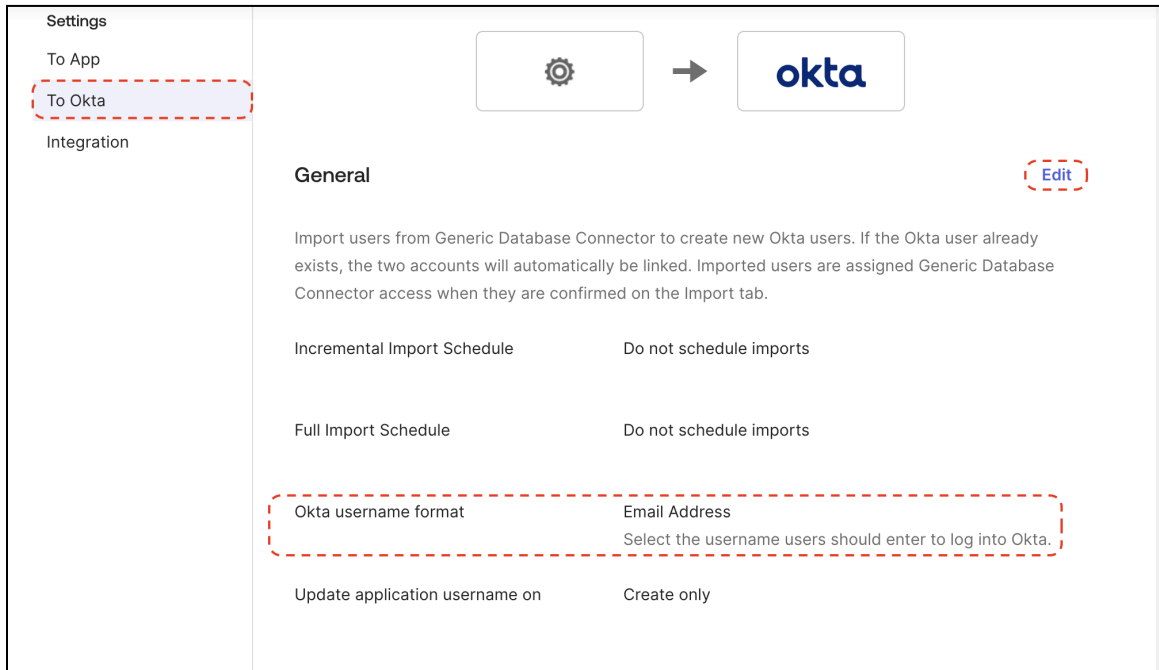 Settings
To App
To Okta
Integration
okta
General
Edit
Import users from Generic Database Connector to create new Okta users. If the Okta user already
exists, the two accounts will automatically be linked. Imported users are assigned Generic Database
Connector access when they are confirmed on the Import tab.
Incremental Import Schedule Do not schedule imports
Full Import Schedule Do not schedule imports
Okta username format Email Address
Select the username users should enter to log into Okta.
Update application username on Create only